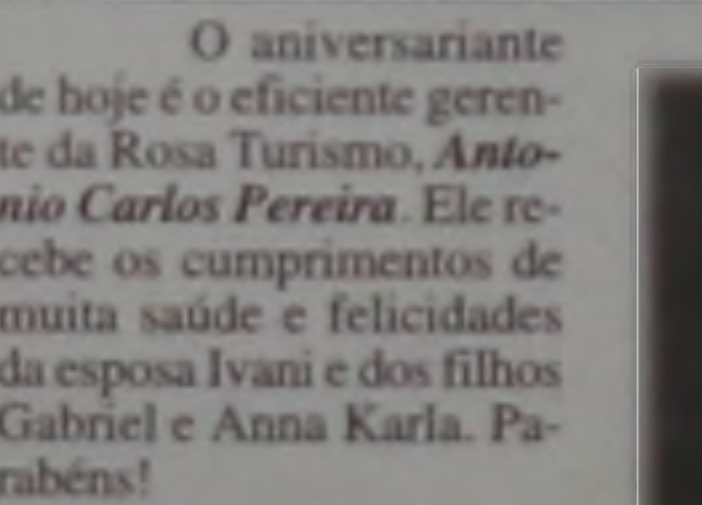 O aniversariante
de hoje é o eficiente geren-
te da Rosa Turismo, Anto-
nio Carlos Pereira. Ele re-
cebe os cumprimentos de
muita saúde e felicidades
da esposa Ivani e dos filhos
Gabriel e Anna Karla. Pa-
rabéns!